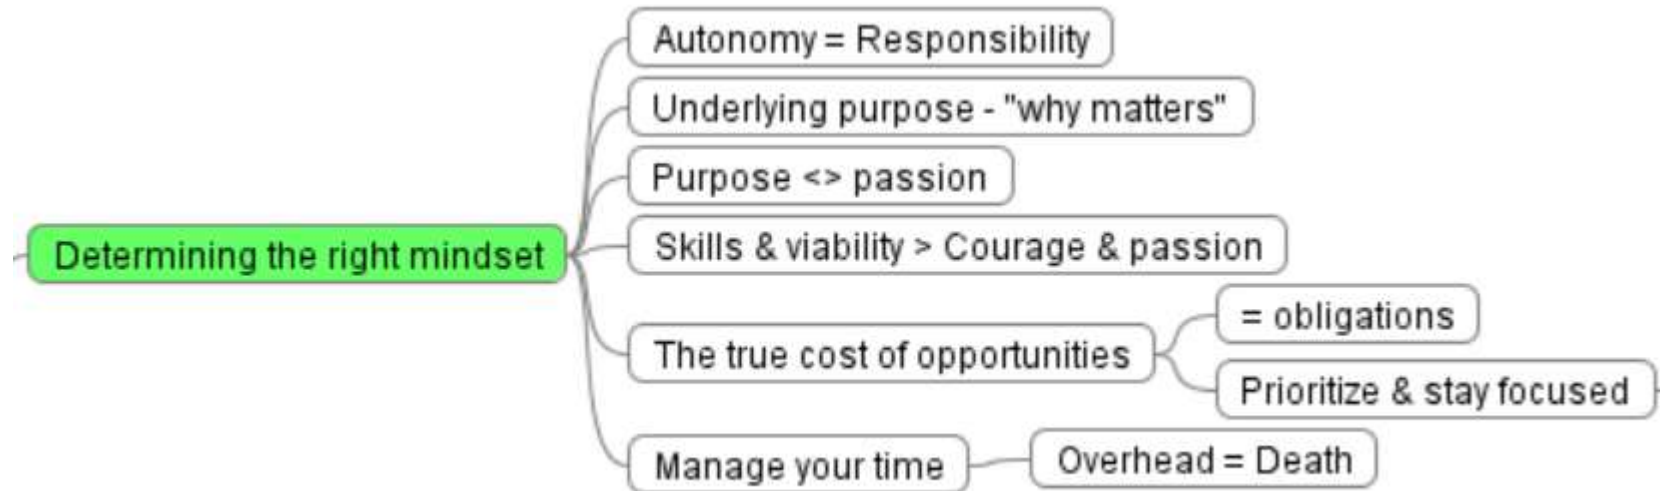 Autonomy = Responsibility
Underlying purpose - "why matters"
Purpose <> passion
Determining the right mindset
Skills & viability > Courage & passion
= obligations
The true cost of opportunities
Prioritize & stay focused
Manage your time
Overhead = Death